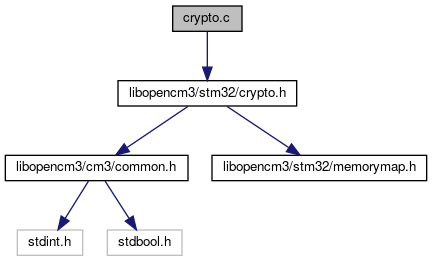 crypto.c
libopencm3/stm32/crypto.h
libopencm3/cm3/common.h
libopencm3/stm32/memorymap.h
stdint.h
stdbool.h